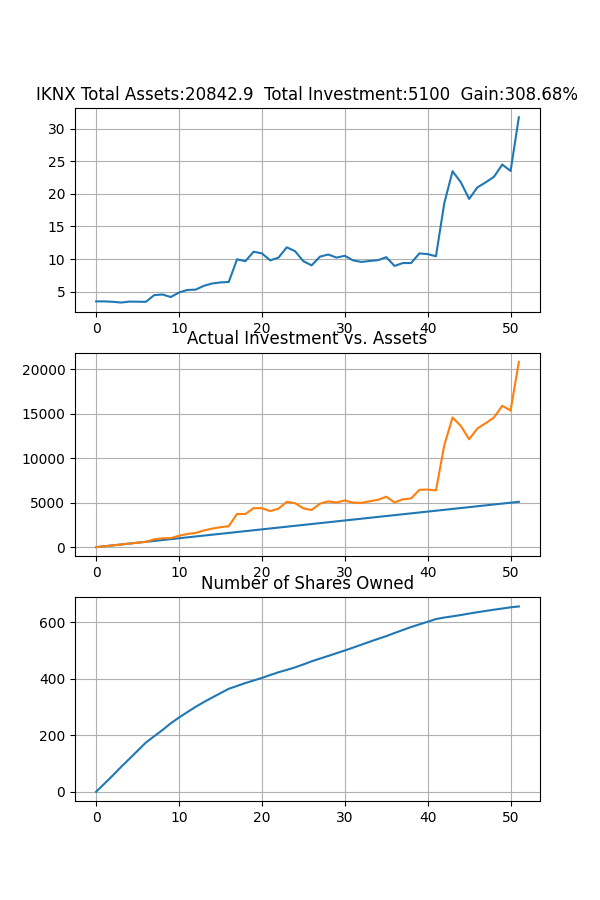 IKNX Total Assets:20842.9  Total Investment:5100  Gain:308.68%
30
25
20
15
10
5
0 10 20 30 40 50
Actual Investment vs. Assets
20000
15000
10000
5000
0
0 10 20 30 40 50
Number of Shares Owned
600
400
200
0
0 10 20 30 40 50